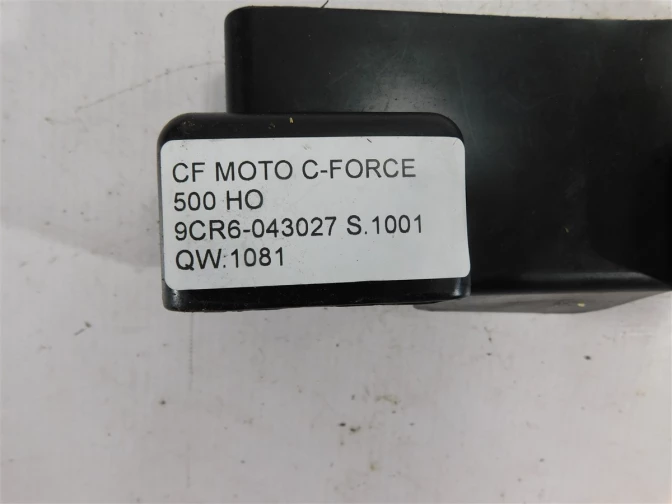 CF MOTO C-FORCE
500 HO
9CR6-043027 S.1001
QW:1081